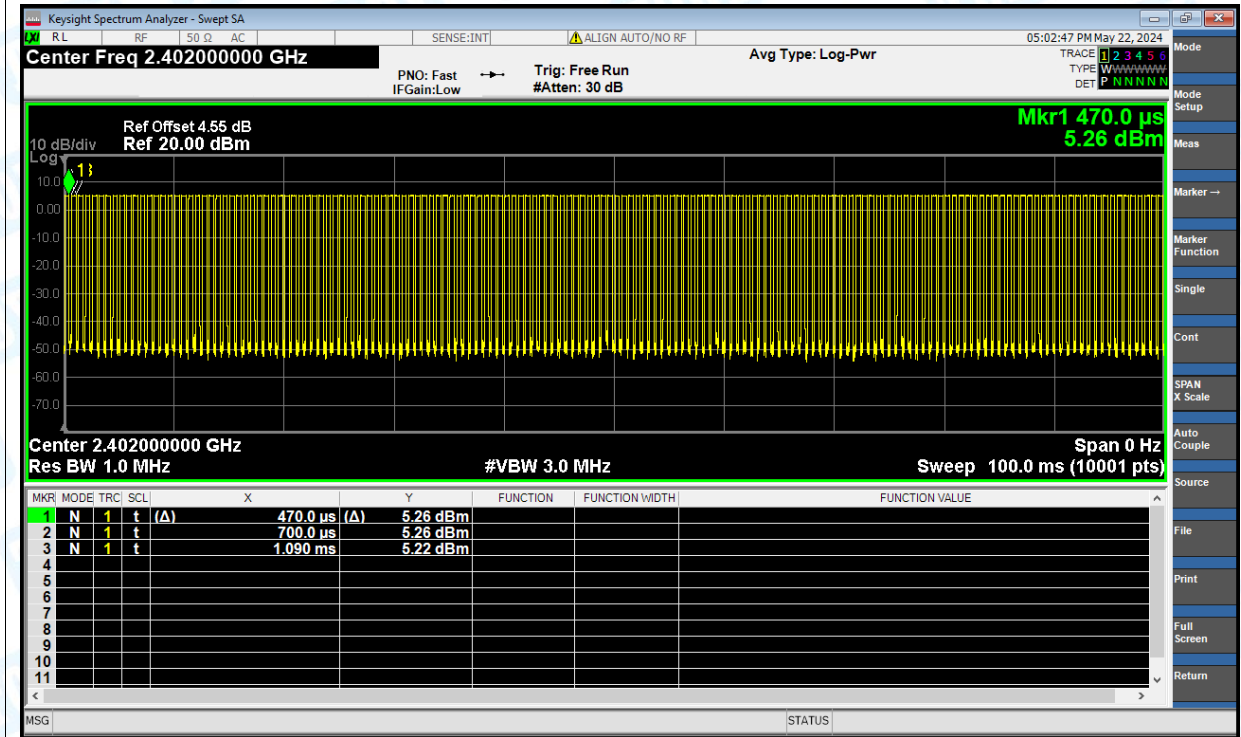 Keysight Spectrum Analyzer - Swept SA
LXI RL RF 50 Ω AC SENSE:INT ALIGN AUTO/NO RF 05:02:47 PM May 22, 2024
Center Freq 2.402000000 GHz
PNO: Fast
IFGain:Low
Trig: Free Run
#Atten: 30 dB
Avg Type: Log-Pwr
TRACE 1 2 3 4 5 6
TYPE WWWWWW
DET P N N N N N
Ref Offset 4.55 dB
10 dB/div Ref 20.00 dBm
Log
Mkr1 470.0 µs
5.26 dBm
1
10.0
0.00
-10.0
-20.0
-30.0
-40.0
-50.0
-60.0
-70.0
Center 2.402000000 GHz Span 0 Hz
Res BW 1.0 MHz #VBW 3.0 MHz Sweep 100.0 ms (10001 pts)
MKR MODE TRC SCL X Y FUNCTION FUNCTION WIDTH FUNCTION VALUE
1 N 1 t (Δ) 470.0 µs (Δ) 5.26 dBm
2 N 1 t 700.0 µs 5.26 dBm
3 N 1 t 1.090 ms 5.22 dBm
4
5
6
7
8
9
10
11
MSG STATUS
Mode
Mode
Setup
Meas
Marker →
Marker
Function
Single
Cont
SPAN
X Scale
Auto
Couple
Source
File
Print
Full
Screen
Return